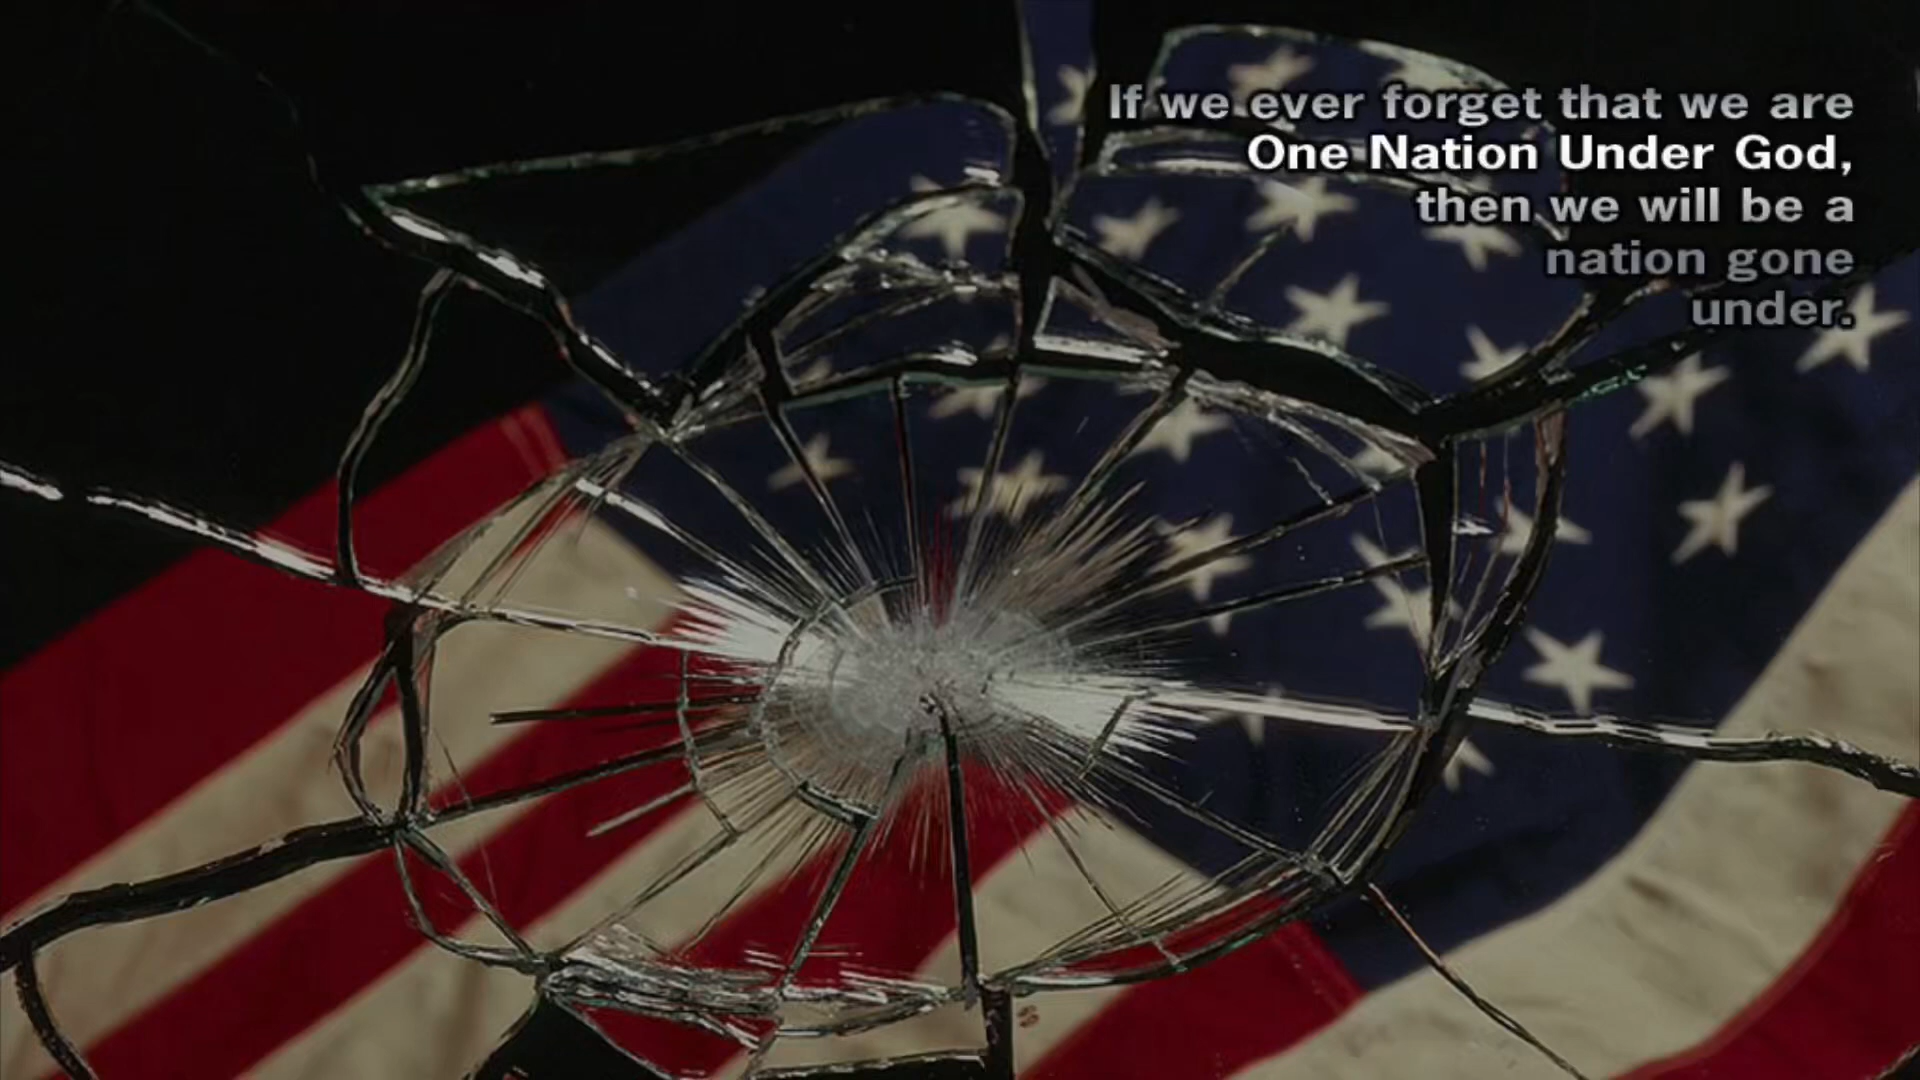 If we ever forget that we are
One Nation Under God,
then we will be a
nation gone
under.